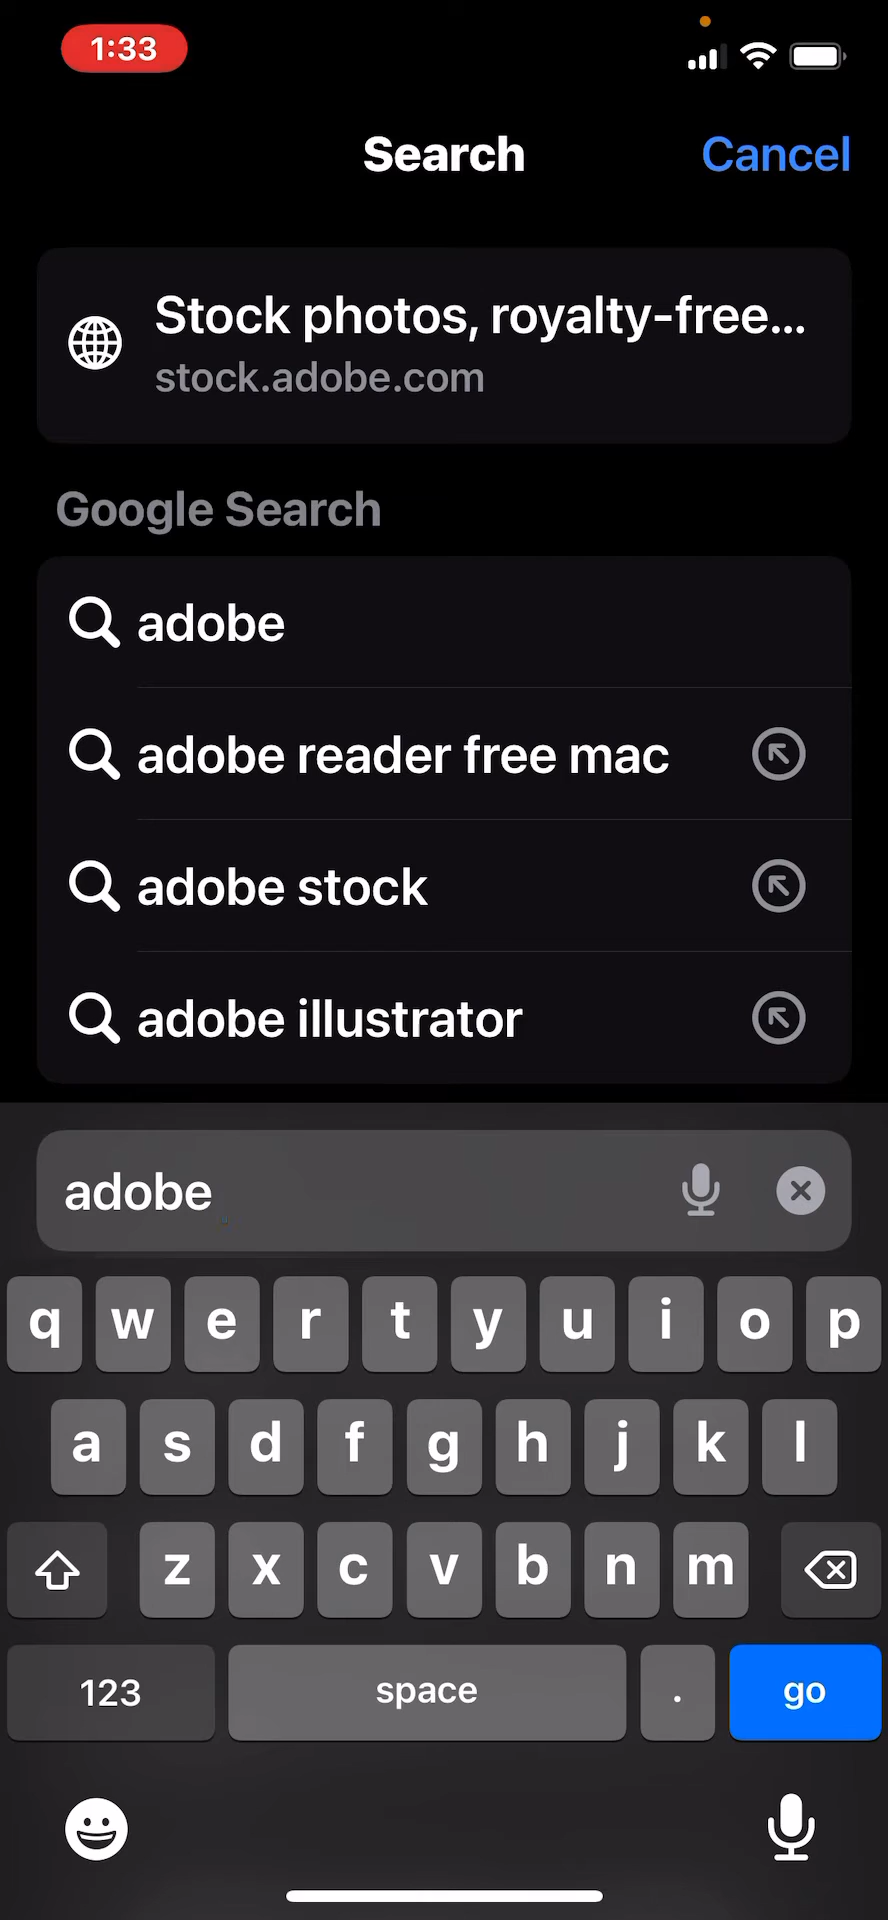 1:33
Search
Cancel
Stock photos, royalty-free...
stock.adobe.com
Google Search
adobe
adobe reader free mac
adobe stock
adobe illustrator
adobe
q w e r t y u i o p
a s d f g h j k l
z x c v b n m
123 space . go